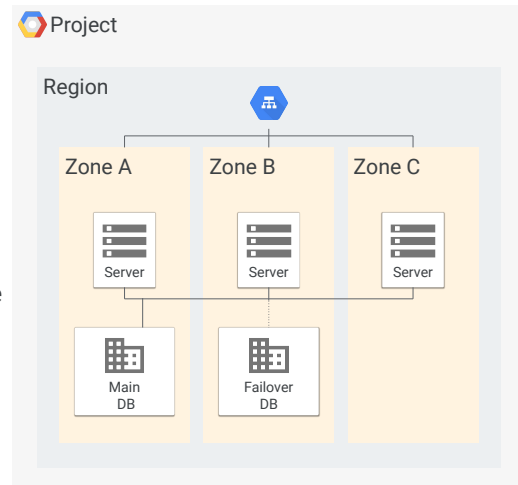 Project
Region
Zone A
Zone B
Zone C
Server
Server
Server
e
Main
DB
Failover
DB